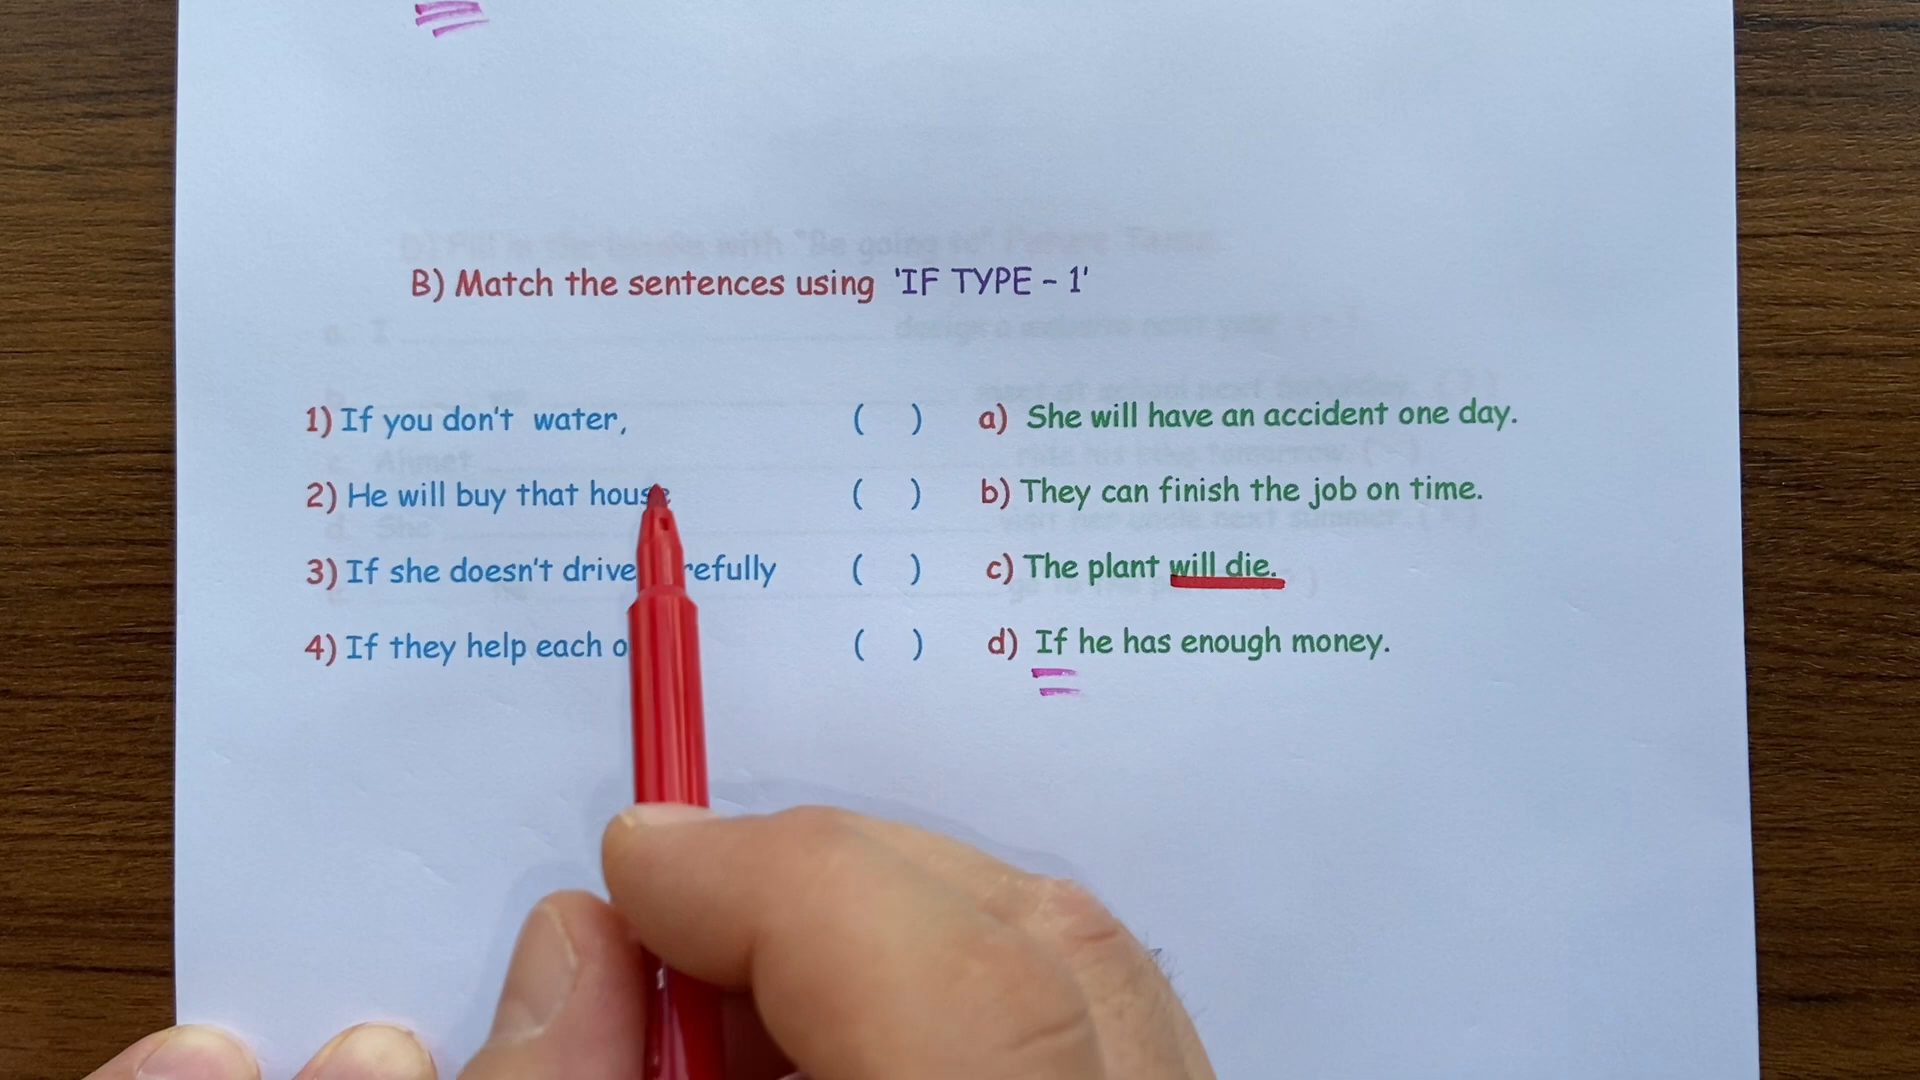 B) Match the sentences using 'IF TYPE - 1'
1) If you don't water, ( ) a) She will have an accident one day.
2) He will buy that house ( ) b) They can finish the job on time.
3) If she doesn't drive refully ( ) c) The plant will die.
4) If they help each o ( ) d) If he has enough money.